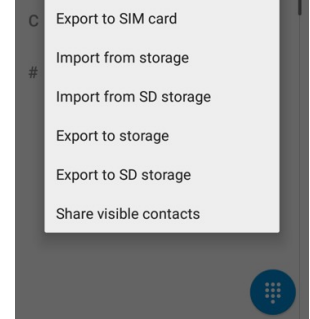 C
Export to SIM card
#
Import from storage
Import from SD storage
Export to storage
Export to SD storage
Share visible contacts